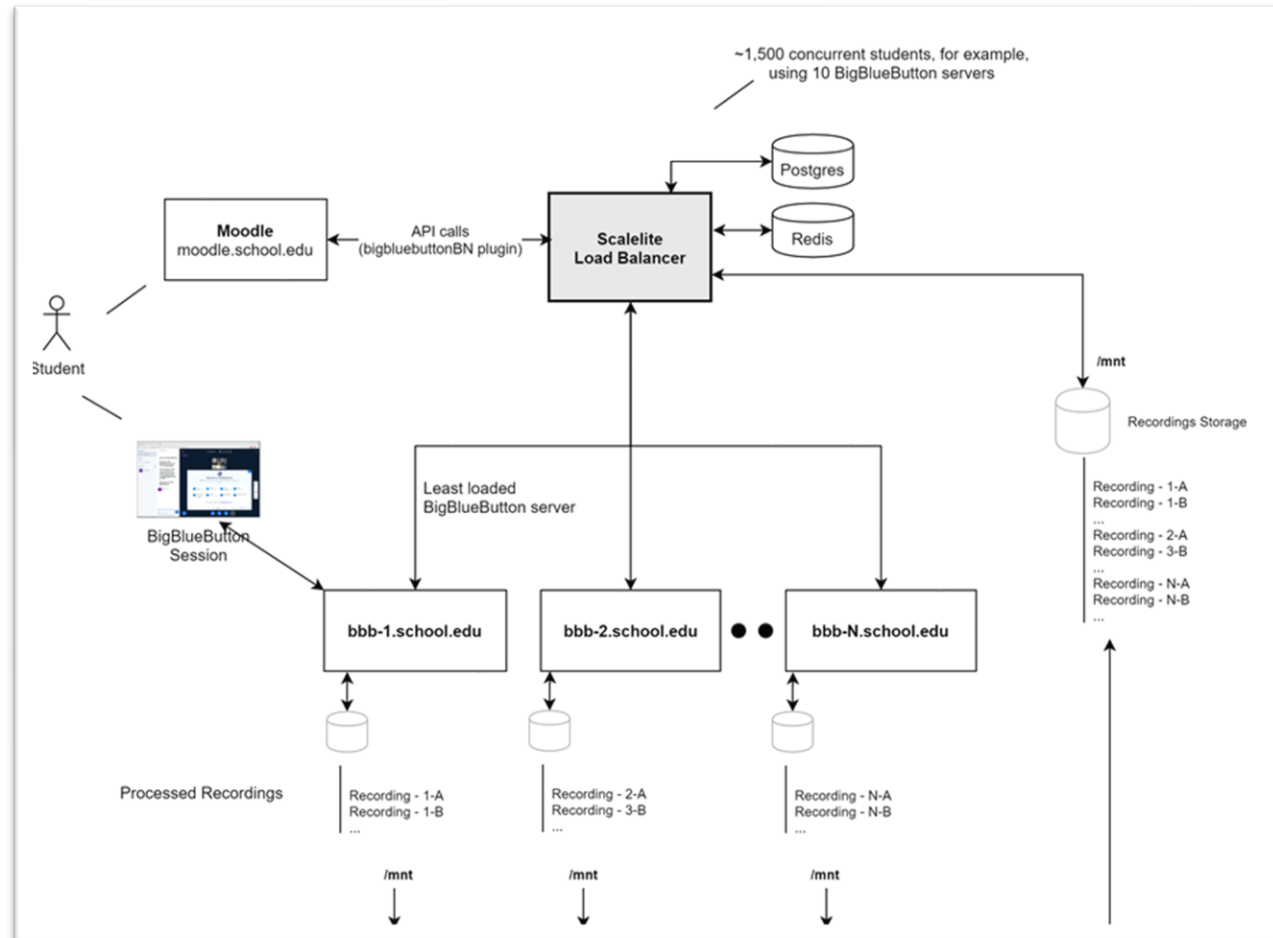 ~1,500 concurrent students, for example,
using 10 BigBlueButton servers
Postgres
Redis
Moodle
moodle.school.edu
API calls
(bigbluebuttonBN plugin)
Scalelite
Load Balancer
Student
/mnt
Recordings Storage
Recording - 1-A
Recording - 1-B
...
Recording - 2-A
Recording - 3-B
...
Recording - N-A
Recording - N-B
...
BigBlueButton
Session
Least loaded
BigBlueButton server
bbb-1.school.edu
bbb-2.school.edu
bbb-N.school.edu
Processed Recordings
Recording - 1-A
Recording - 1-B
...
Recording - 2-A
Recording - 3-B
...
Recording - N-A
Recording - N-B
...
/mnt
/mnt
/mnt